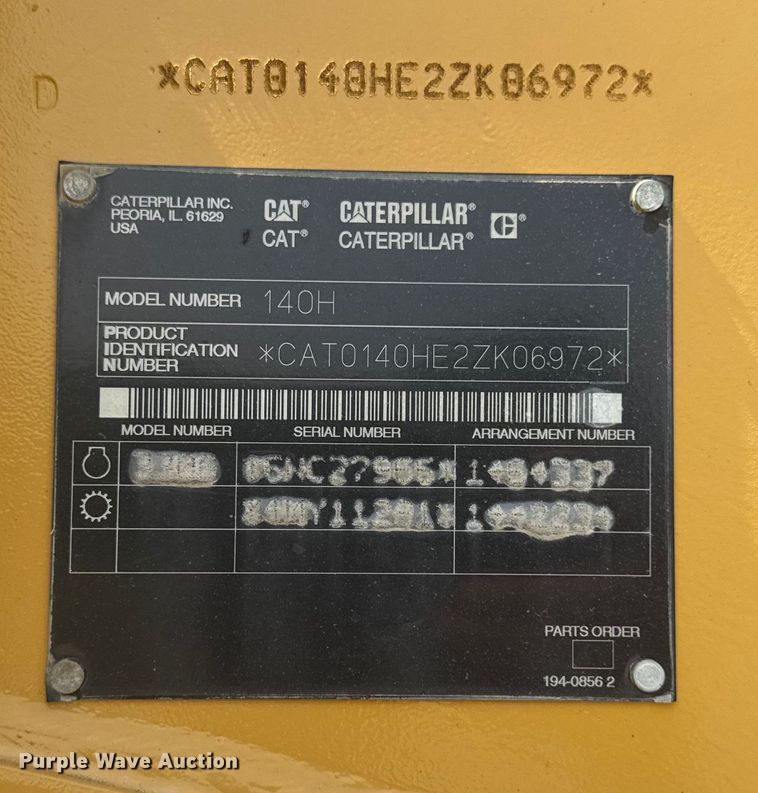 D
*CAT0140HE2ZK06972*
CATERPILLAR INC.
PEORIA, IL. 61629
USA
CAT® CATERPILLAR® CE®
CAT® CATERPILLAR®
MODEL NUMBER 140H
PRODUCT
IDENTIFICATION
NUMBER
*CAT0140HE2ZK06972*
MODEL NUMBER SERIAL NUMBER ARRANGEMENT NUMBER
PARTS ORDER
194-0856 2
Purple Wave Auction